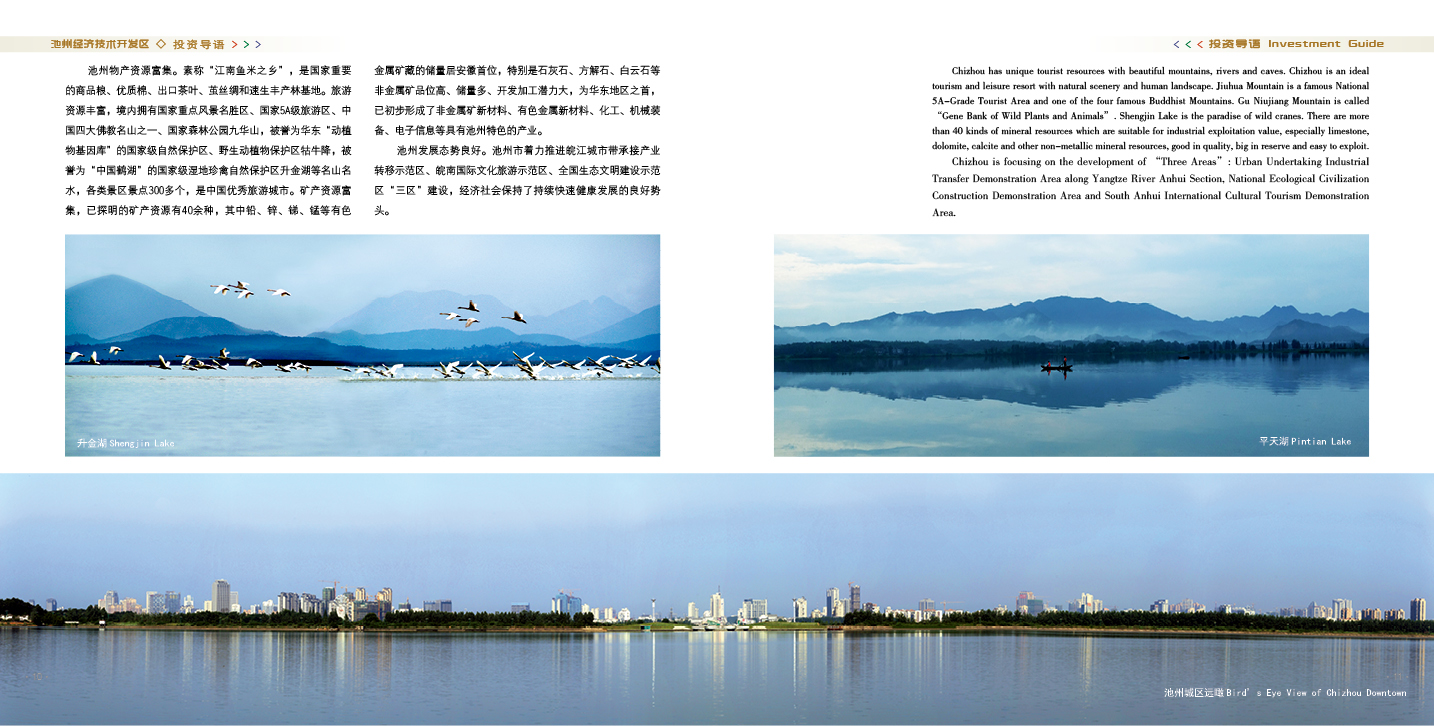 池州经济技术开发区 ◇ 投资导语 > > >
池州物产资源富集。素称“江南鱼米之乡”，是国家重要
的商品粮、优质棉、出口茶叶、茧丝绸和速生丰产林基地。旅游
资源丰富，境内拥有国家重点风景名胜区、国家5A级旅游区、中
国四大佛教名山之一、国家森林公园九华山，被誉为华东“动植
物基因库”的国家级自然保护区、野生动植物保护区牯牛降，被
誉为“中国鹤湖”的国家级湿地珍禽自然保护区升金湖等名山名
水，各类景区景点300多个，是中国优秀旅游城市。矿产资源富
集，已探明的矿产资源有40余种，其中铅、锌、锑、锰等有色
金属矿藏的储量居安徽首位，特别是石灰石、方解石、白云石等
非金属矿品位高、储量多、开发加工潜力大，为华东地区之首，
已初步形成了非金属矿新材料、有色金属新材料、化工、机械装
备、电子信息等具有池州特色的产业。
池州发展态势良好。池州市着力推进皖江城市带承接产业
转移示范区、皖南国际文化旅游示范区、全国生态文明建设示范
区“三区”建设，经济社会保持了持续快速健康发展的良好势
头。
< < < 投资导语 Investment Guide
Chizhou has unique tourist resources with beautiful mountains, rivers and caves. Chizhou is an ideal
tourism and leisure resort with natural scenery and human landscape. Jiuhua Mountain is a famous National
5A-Grade Tourist Area and one of the four famous Buddhist Mountains. Gu Niujiang Mountain is called
“Gene Bank of Wild Plants and Animals”. Shengjin Lake is the paradise of wild cranes. There are more
than 40 kinds of mineral resources which are suitable for industrial exploitation value, especially limestone,
dolomite, calcite and other non-metallic mineral resources, good in quality, big in reserve and easy to exploit.
Chizhou is focusing on the development of “Three Areas”: Urban Undertaking Industrial
Transfer Demonstration Area along Yangtze River Anhui Section, National Ecological Civilization
Construction Demonstration Area and South Anhui International Cultural Tourism Demonstration
Area.
升金湖 Shengjin Lake
平天湖 Pintian Lake
池州城区远瞰 Bird's Eye View of Chizhou Downtown